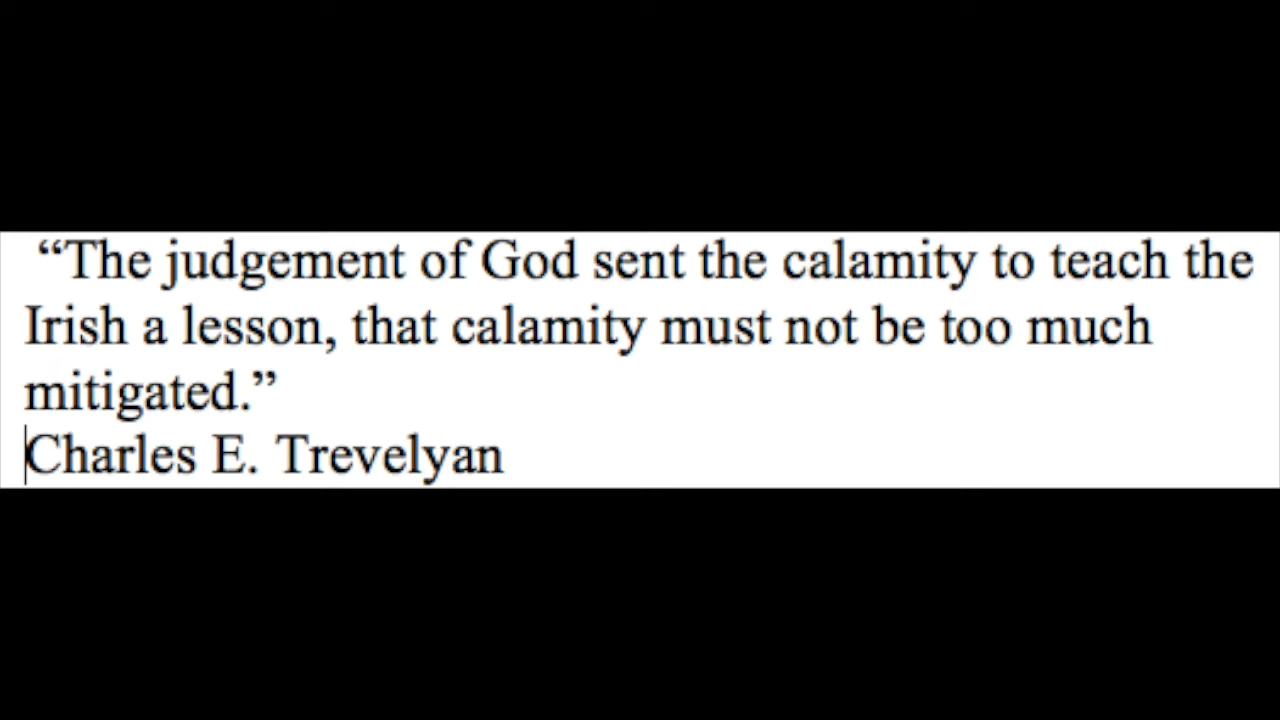 “The judgement of God sent the calamity to teach the
Irish a lesson, that calamity must not be too much
mitigated.”
Charles E. Trevelyan